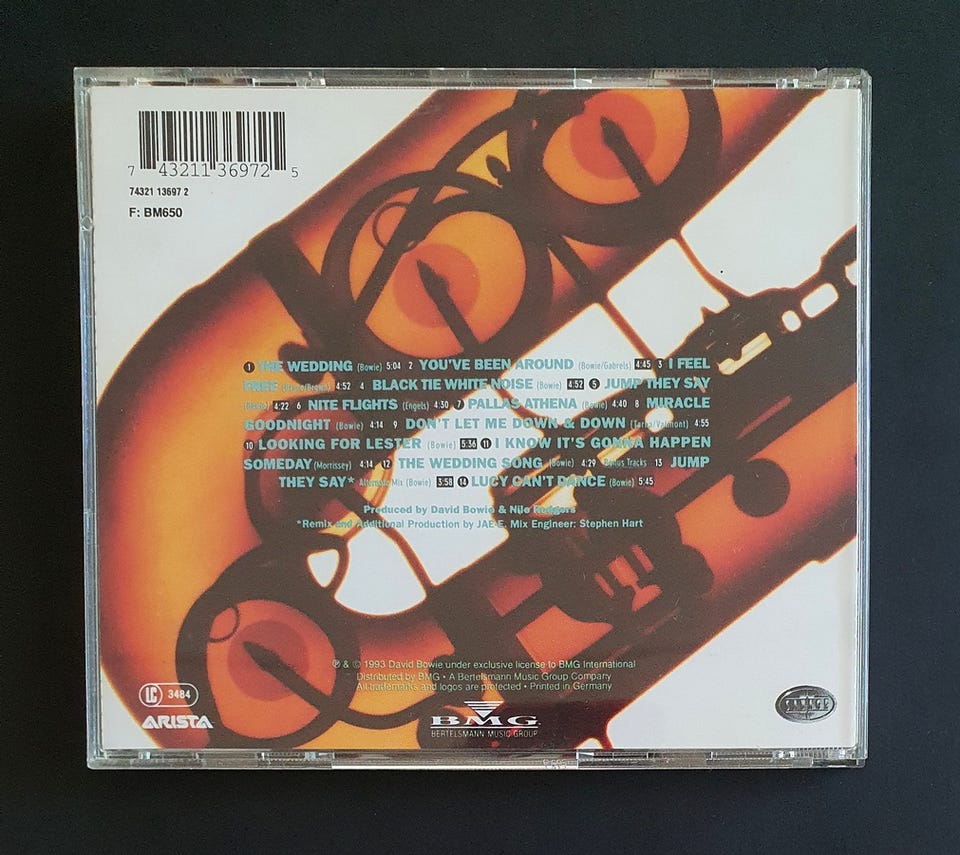 7 43211 36972 5
74321 13697 2
F: BM650
1 THE WEDDING (Bowie) 5:04 2 YOU'VE BEEN AROUND (Bowie/Gabrels) 4:45 3 I FEEL
FREE (Bruce/Brown) 4:52 4 BLACK TIE WHITE NOISE (Bowie) 4:52 5 JUMP THEY SAY
(Bowie) 4:22 6 NITE FLIGHTS (Engels) 4:30 7 PALLAS ATHENA (Bowie) 4:40 8 MIRACLE
GOODNIGHT (Bowie) 4:14 9 DON'T LET ME DOWN & DOWN (Tarha/Valmont) 4:55
10 LOOKING FOR LESTER (Bowie) 5:36 11 I KNOW IT'S GONNA HAPPEN
SOMEDAY (Morrissey) 4:14 12 THE WEDDING SONG (Bowie) 4:29 Bonus Tracks 13 JUMP
THEY SAY* Alternate Mix (Bowie) 3:58 14 LUCY CAN'T DANCE (Bowie) 5:45
Produced by David Bowie & Nile Rodgers
*Remix and Additional Production by JAE-E. Mix Engineer: Stephen Hart
℗ & © 1993 David Bowie under exclusive license to BMG International
Distributed by BMG • A Bertelsmann Music Group Company
All trademarks and logos are protected • Printed in Germany
LC 3484
ARISTA
BMG
BERTELSMANN MUSIC GROUP
SAVAGE